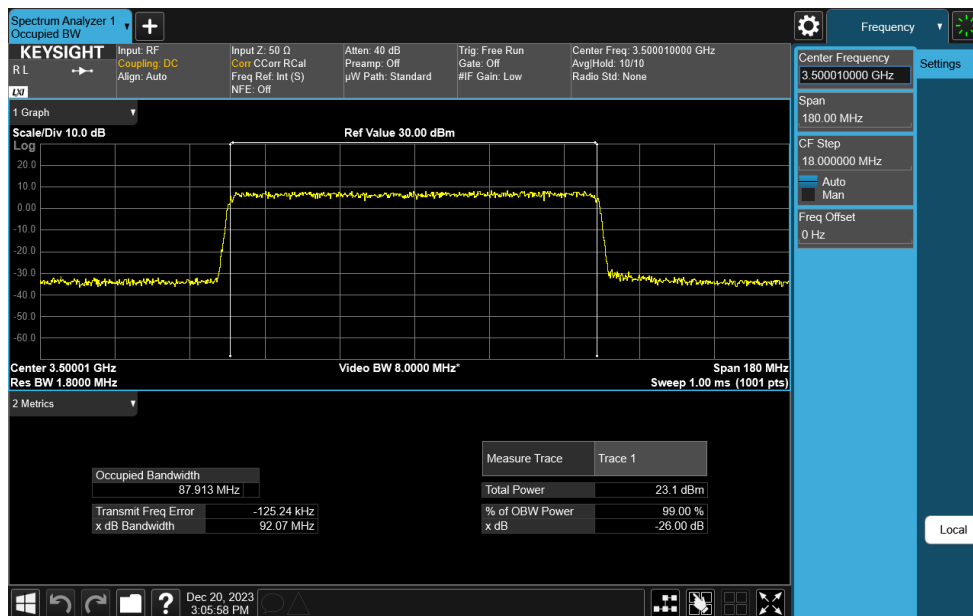 Spectrum Analyzer 1
Occupied BW
Frequency
KEYSIGHT
R L
LXI
Input: RF
Coupling: DC
Align: Auto
Input Z: 50 Ω
Corr CCorr RCal
Freq Ref: Int (S)
NFE: Off
Atten: 40 dB
Preamp: Off
µW Path: Standard
Trig: Free Run
Gate: Off
#IF Gain: Low
Center Freq: 3.500010000 GHz
Avg|Hold: 10/10
Radio Std: None
Center Frequency
3.500010000 GHz
Settings
Span
180.00 MHz
CF Step
18.000000 MHz
Auto
Man
Freq Offset
0 Hz
1 Graph
Scale/Div 10.0 dB
Ref Value 30.00 dBm
Log
20.0
10.0
0.00
-10.0
-20.0
-30.0
-40.0
-50.0
-60.0
Center 3.50001 GHz
Video BW 8.0000 MHz*
Span 180 MHz
Res BW 1.8000 MHz
Sweep 1.00 ms (1001 pts)
2 Metrics
Measure Trace Trace 1
Occupied Bandwidth
87.913 MHz
Total Power 23.1 dBm
Transmit Freq Error -125.24 kHz
% of OBW Power 99.00 %
x dB Bandwidth 92.07 MHz
x dB -26.00 dB
Local
?
Dec 20, 2023
3:05:58 PM